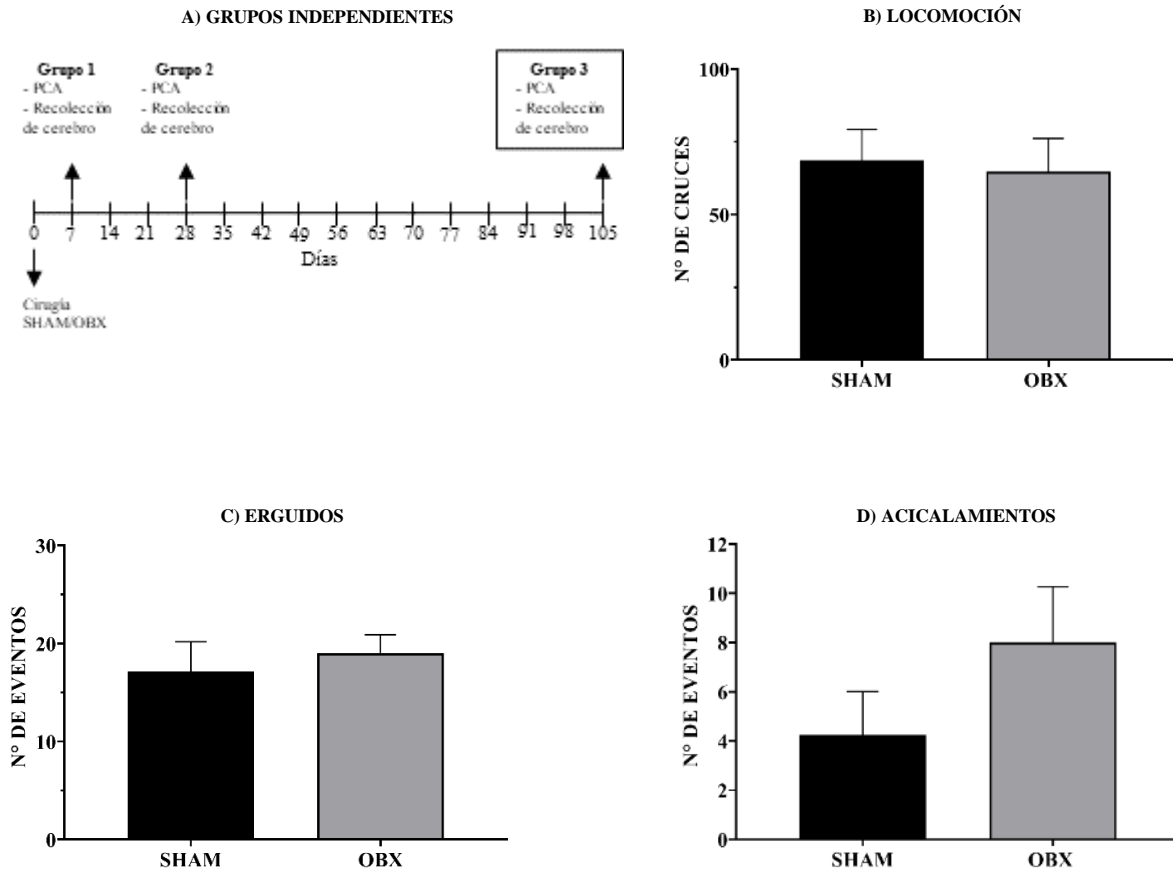 A) GRUPOS INDEPENDIENTES
Grupo 1
- PCA
- Recolección
de cerebro
Grupo 2
- PCA
- Recolección
de cerebro
Grupo 3
- PCA
- Recolección
de cerebro
0 7 14 21 28 35 42 49 56 63 70 77 84 91 98 105
Días
Cirugía
SHAM/OBX
B) LOCOMOCIÓN
N° DE CRUCES
100
50
0
SHAM OBX
C) ERGUIDOS
N° DE EVENTOS
30
20
10
0
SHAM OBX
D) ACICALAMIENTOS
N° DE EVENTOS
12
10
8
6
4
2
0
SHAM OBX